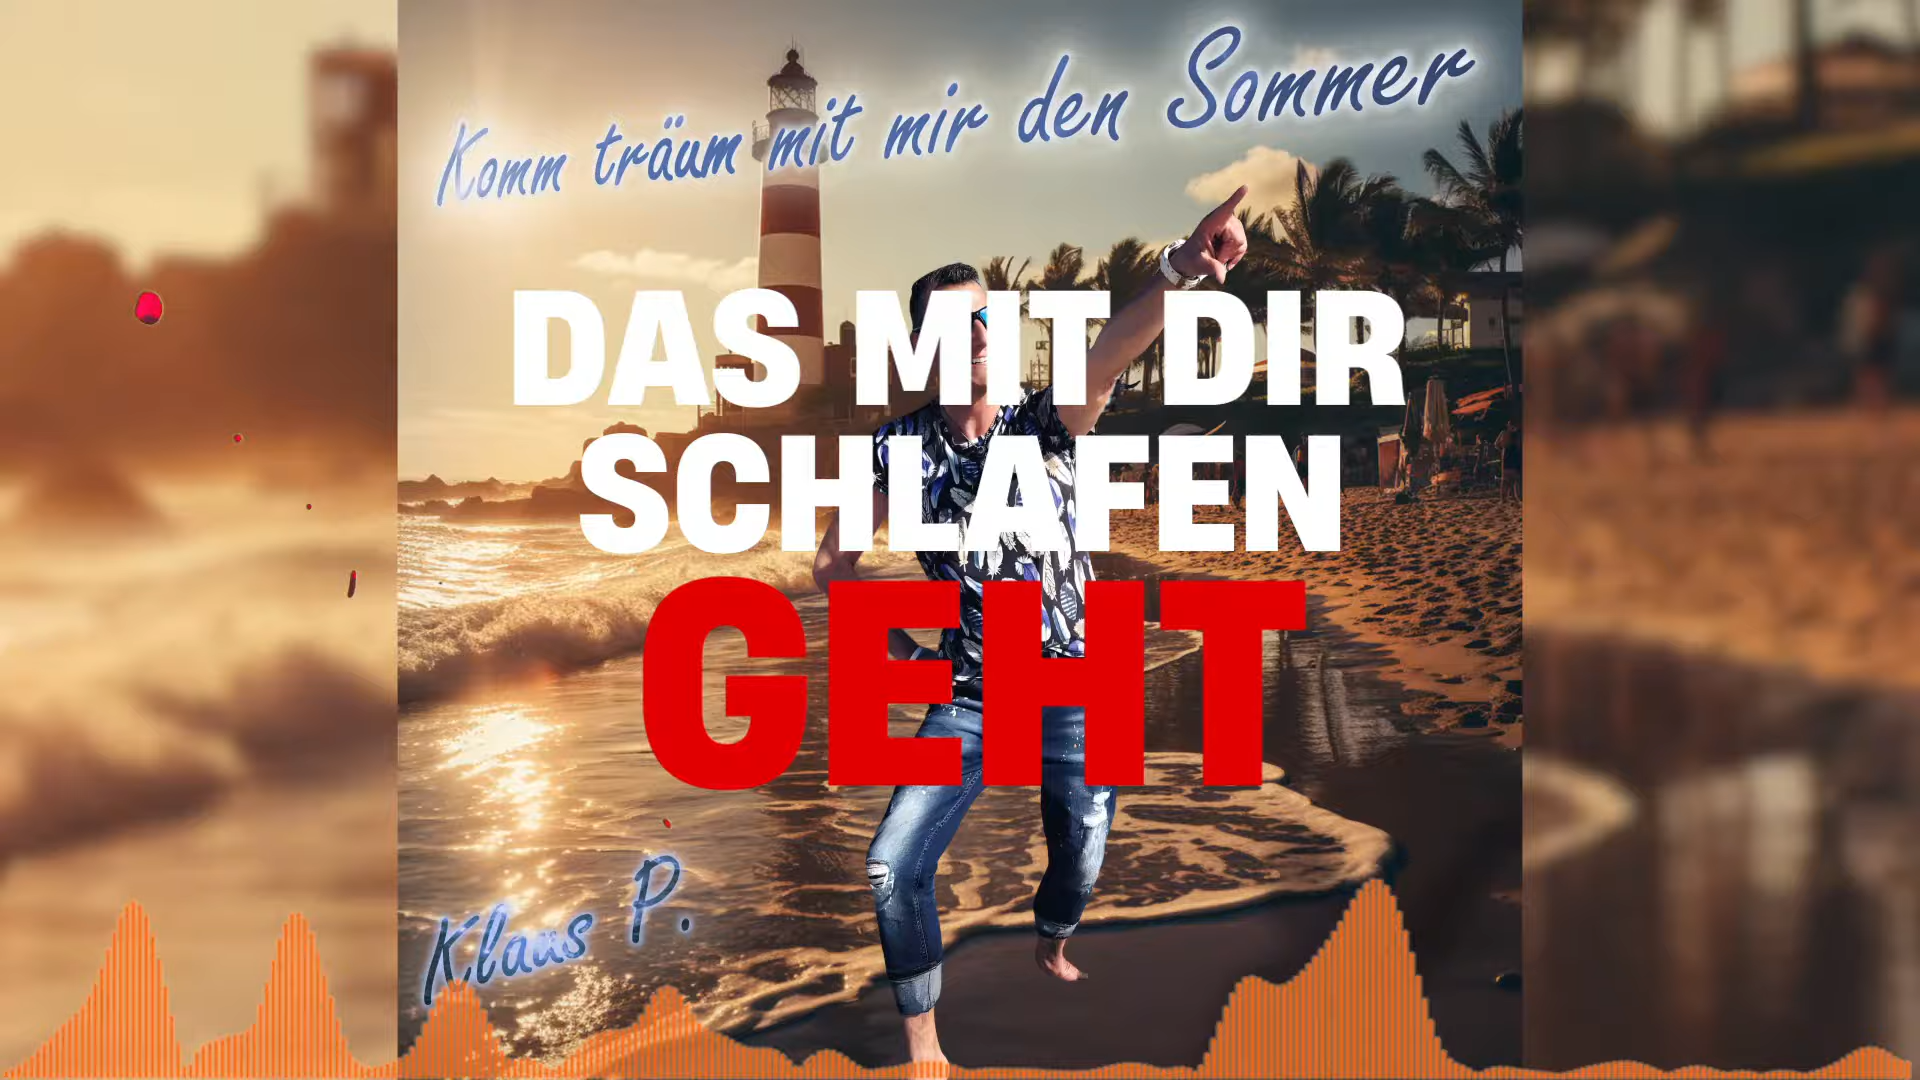 Komm träum mit mir den Sommer
DAS MIT DIR
SCHLAFEN
GEHT
Klaus P.